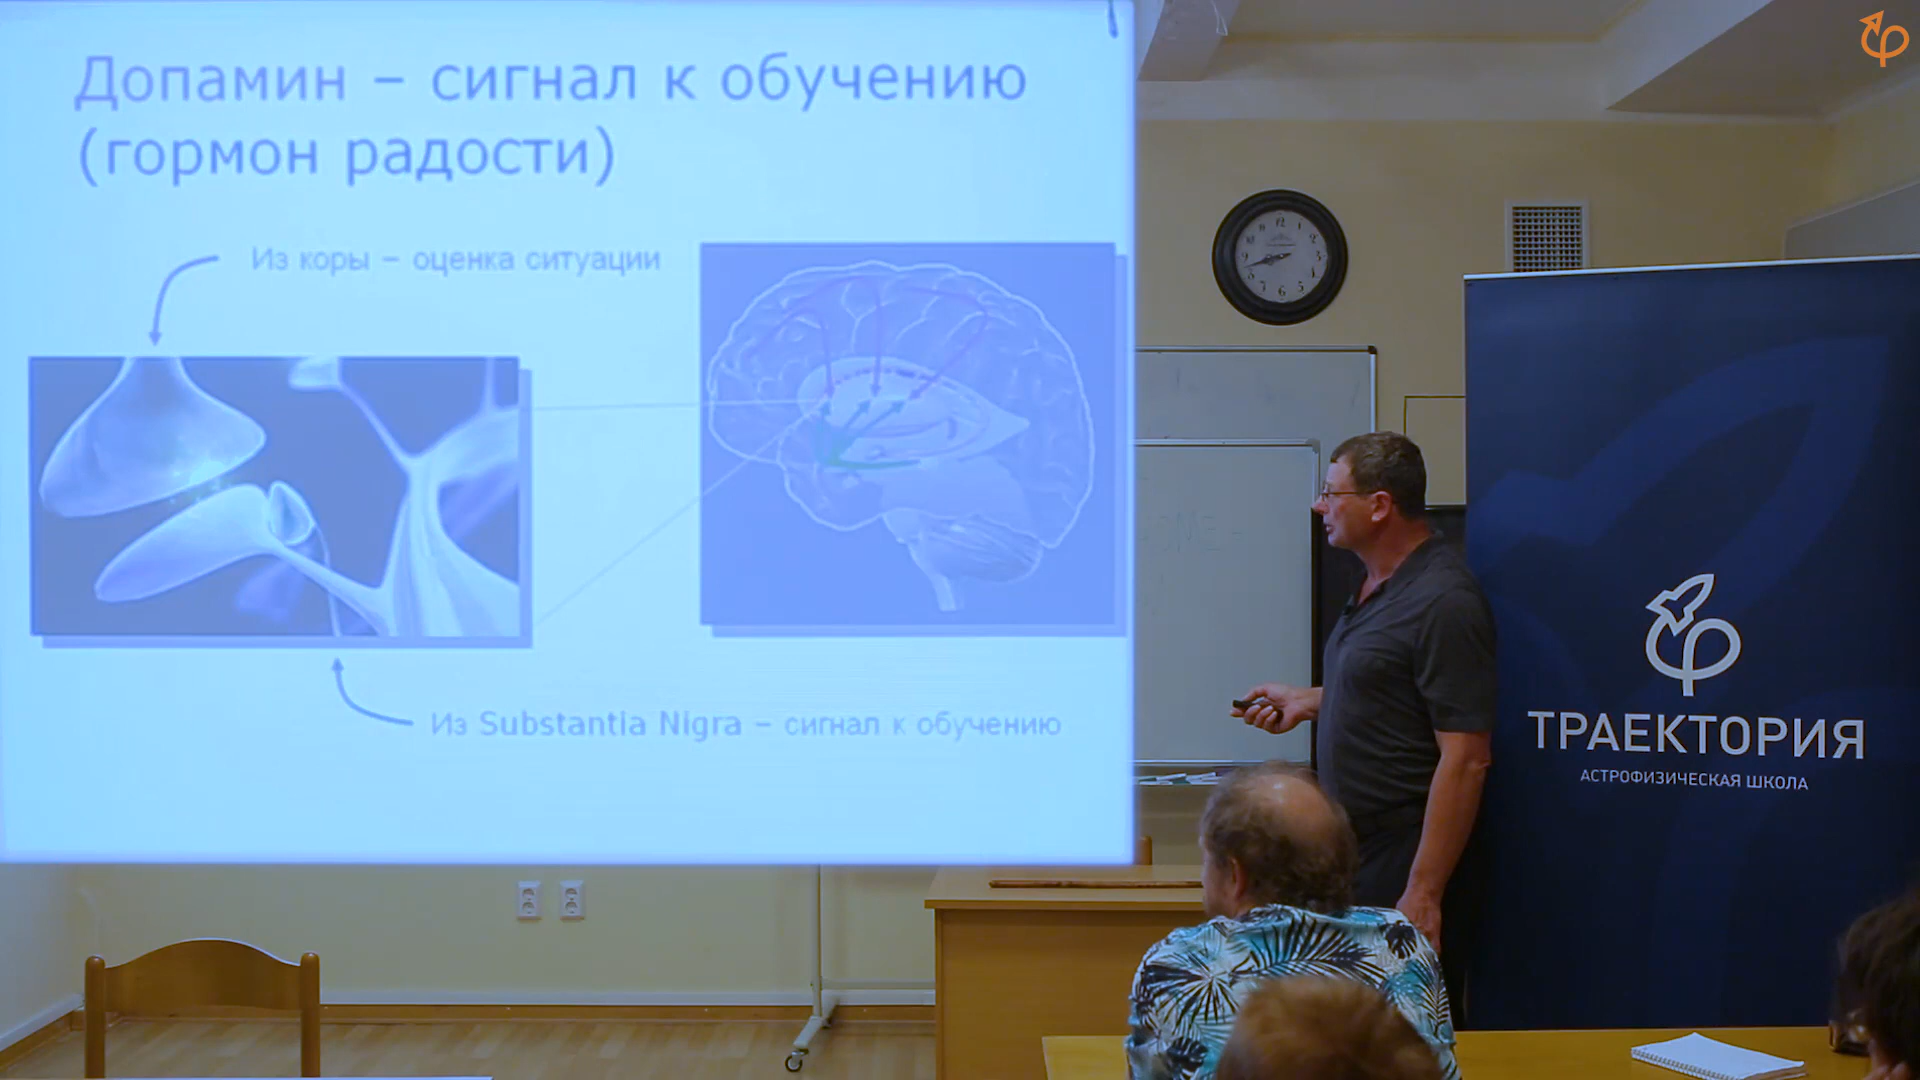 Допамин – сигнал к обучению
(гормон радости)
Из коры – оценка ситуации
Из Substantia Nigra – сигнал к обучению
ТРАЕКТОРИЯ
АСТРОФИЗИЧЕСКАЯ ШКОЛА